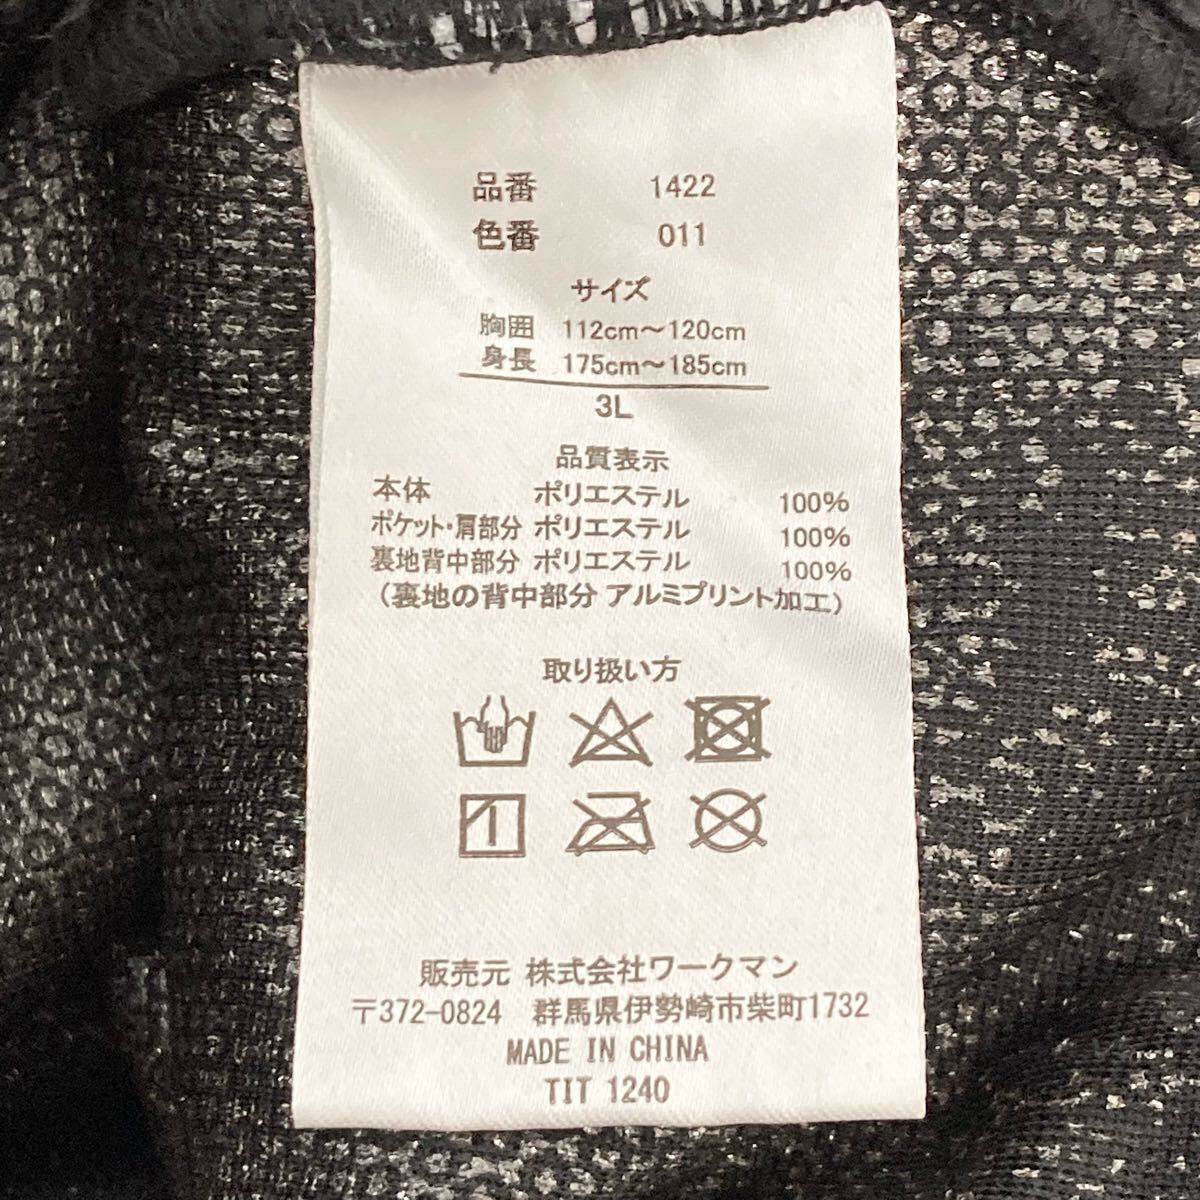 品番 1422
色番 011
サイズ
胸囲 112cm～120cm
身長 175cm～185cm
3L
品質表示
本体 ポリエステル 100%
ポケット・肩部分 ポリエステル 100%
裏地背中部分 ポリエステル 100%
(裏地の背中部分 アルミプリント加工)
取り扱い方
販売元 株式会社ワークマン
〒372-0824 群馬県伊勢崎市柴町1732
MADE IN CHINA
TIT 1240